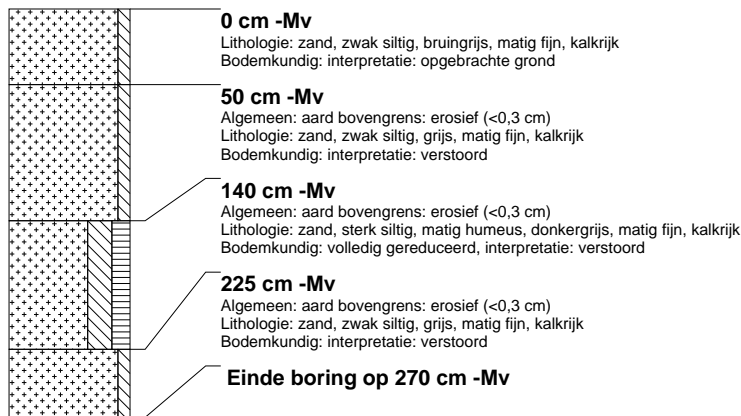 0 cm -Mv
Lithologie: zand, zwak siltig, bruingrijs, matig fijn, kalkrijk
Bodemkundig: interpretatie: opgebrachte grond
50 cm -Mv
Algemeen: aard bovengrens: erosief (<0,3 cm)
Lithologie: zand, zwak siltig, grijs, matig fijn, kalkrijk
Bodemkundig: interpretatie: verstoord
140 cm -Mv
Algemeen: aard bovengrens: erosief (<0,3 cm)
Lithologie: zand, sterk siltig, matig humeus, donkergrijs, matig fijn, kalkrijk
Bodemkundig: volledig gereduceerd, interpretatie: verstoord
225 cm -Mv
Algemeen: aard bovengrens: erosief (<0,3 cm)
Lithologie: zand, zwak siltig, grijs, matig fijn, kalkrijk
Bodemkundig: interpretatie: verstoord
Einde boring op 270 cm -Mv